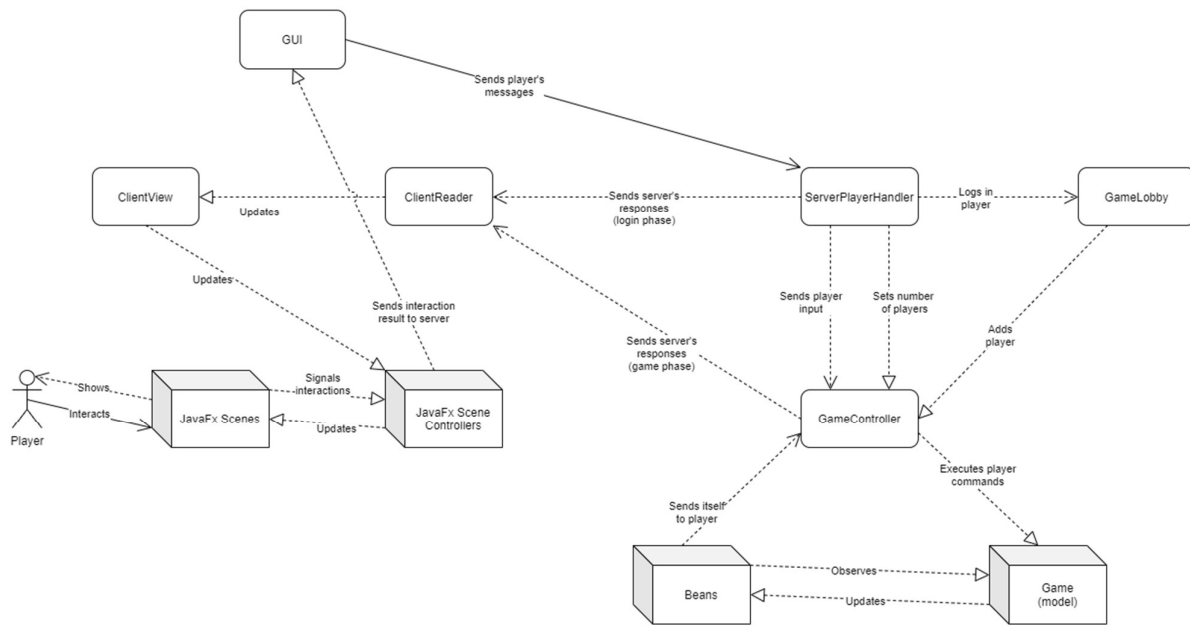 GUI
Sends player's
messages
ClientView
Updates
ClientReader
Sends server's
responses
(login phase)
ServerPlayerHandler
Logs in
player
GameLobby
Updates
Sends interaction
result to server
Sends server's
responses
(game phase)
Sends player
input
Sets number
of players
Adds
player
Shows
Interacts
Player
JavaFx Scenes
Signals
interactions
Updates
JavaFx Scene
Controllers
GameController
Executes player
commands
Sends itself
to player
Beans
Observes
Updates
Game
(model)